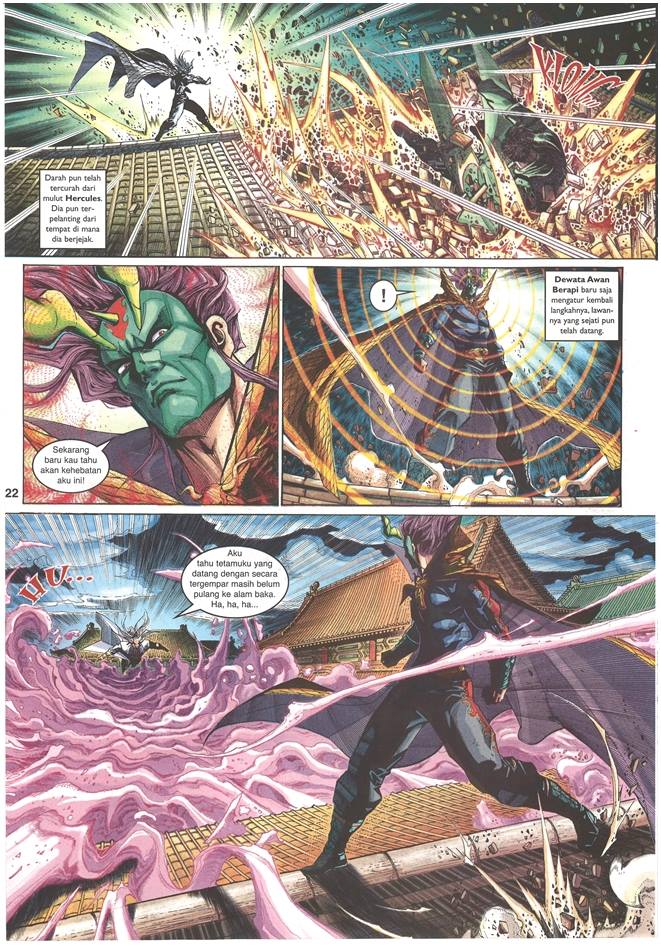 KLONG...
Darah pun telah
tercurah dari
mulut Hercules.
Dia pun ter-
pelanting dari
tempat di mana
dia berjejak.
Sekarang
baru kau tahu
akan kehebatan
aku ini!
!
Dewata Awan
Berapi baru saja
mengatur kembali
langkahnya, lawan-
nya yang sejati pun
telah datang.
22
HU...
Aku
tahu tetamuku yang
datang dengan secara
tergempar masih belum
pulang ke alam baka.
Ha, ha, ha...